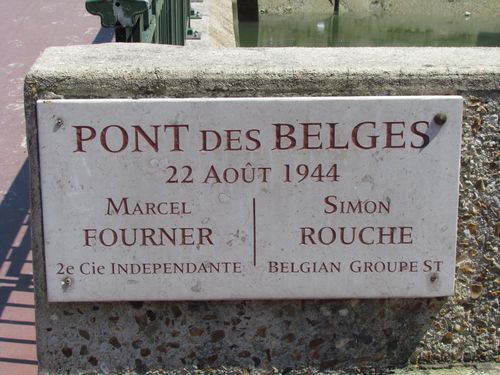 PONT DES BELGES
22 AOÛT 1944
MARCEL
FOURNER
2e Cie INDEPENDANTE
SIMON
ROUCHE
BELGIAN GROUPE ST